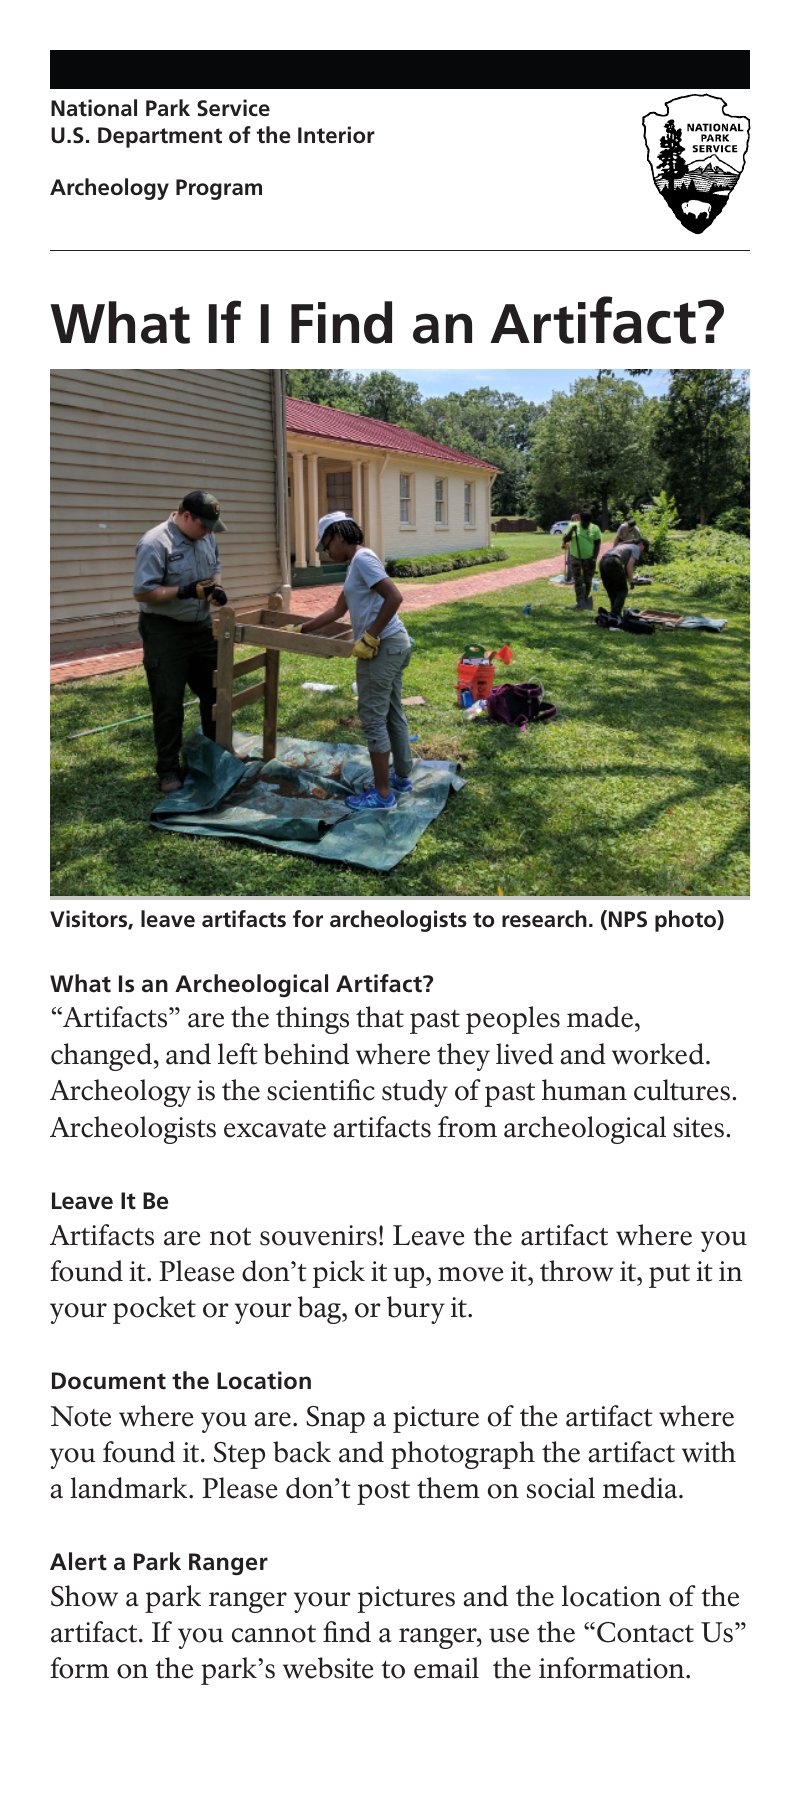 National Park Service
U.S. Department of the Interior
Archeology Program
NATIONAL
PARK
SERVICE
What If I Find an Artifact?
Visitors, leave artifacts for archeologists to research. (NPS photo)
What Is an Archeological Artifact?
“Artifacts” are the things that past peoples made,
changed, and left behind where they lived and worked.
Archeology is the scientific study of past human cultures.
Archeologists excavate artifacts from archeological sites.
Leave It Be
Artifacts are not souvenirs! Leave the artifact where you
found it. Please don’t pick it up, move it, throw it, put it in
your pocket or your bag, or bury it.
Document the Location
Note where you are. Snap a picture of the artifact where
you found it. Step back and photograph the artifact with
a landmark. Please don’t post them on social media.
Alert a Park Ranger
Show a park ranger your pictures and the location of the
artifact. If you cannot find a ranger, use the “Contact Us”
form on the park’s website to email  the information.